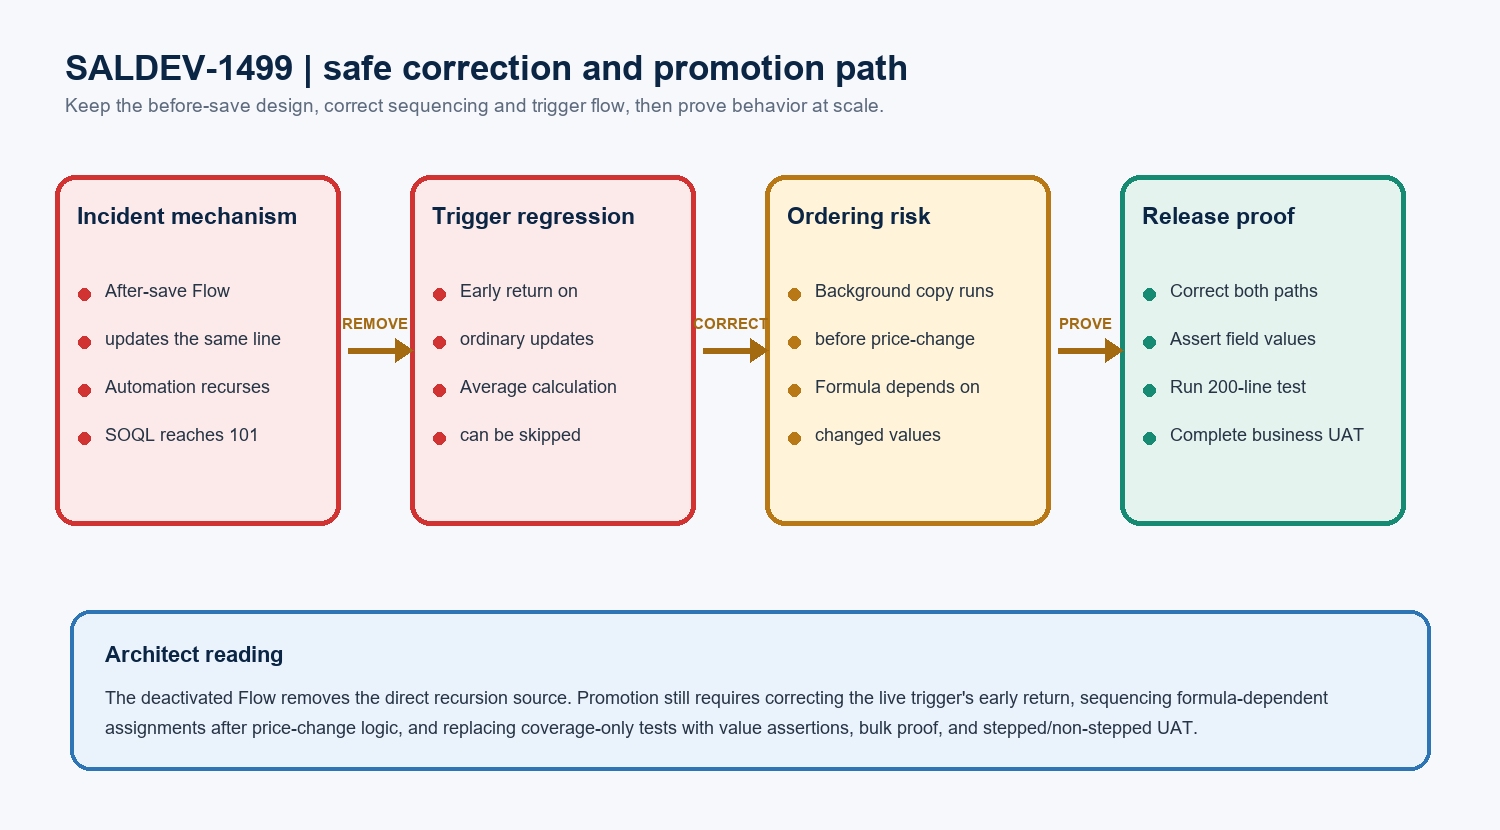 SALDEV-1499 | safe correction and promotion path
Keep the before-save design, correct sequencing and trigger flow, then prove behavior at scale.
Incident mechanism
After-save Flow
updates the same line
Automation recurses
SOQL reaches 101
REMOVE
Trigger regression
Early return on
ordinary updates
Average calculation
can be skipped
CORRECT
Ordering risk
Background copy runs
before price-change
Formula depends on
changed values
PROVE
Release proof
Correct both paths
Assert field values
Run 200-line test
Complete business UAT
Architect reading
The deactivated Flow removes the direct recursion source. Promotion still requires correcting the live trigger's early return, sequencing formula-dependent
assignments after price-change logic, and replacing coverage-only tests with value assertions, bulk proof, and stepped/non-stepped UAT.